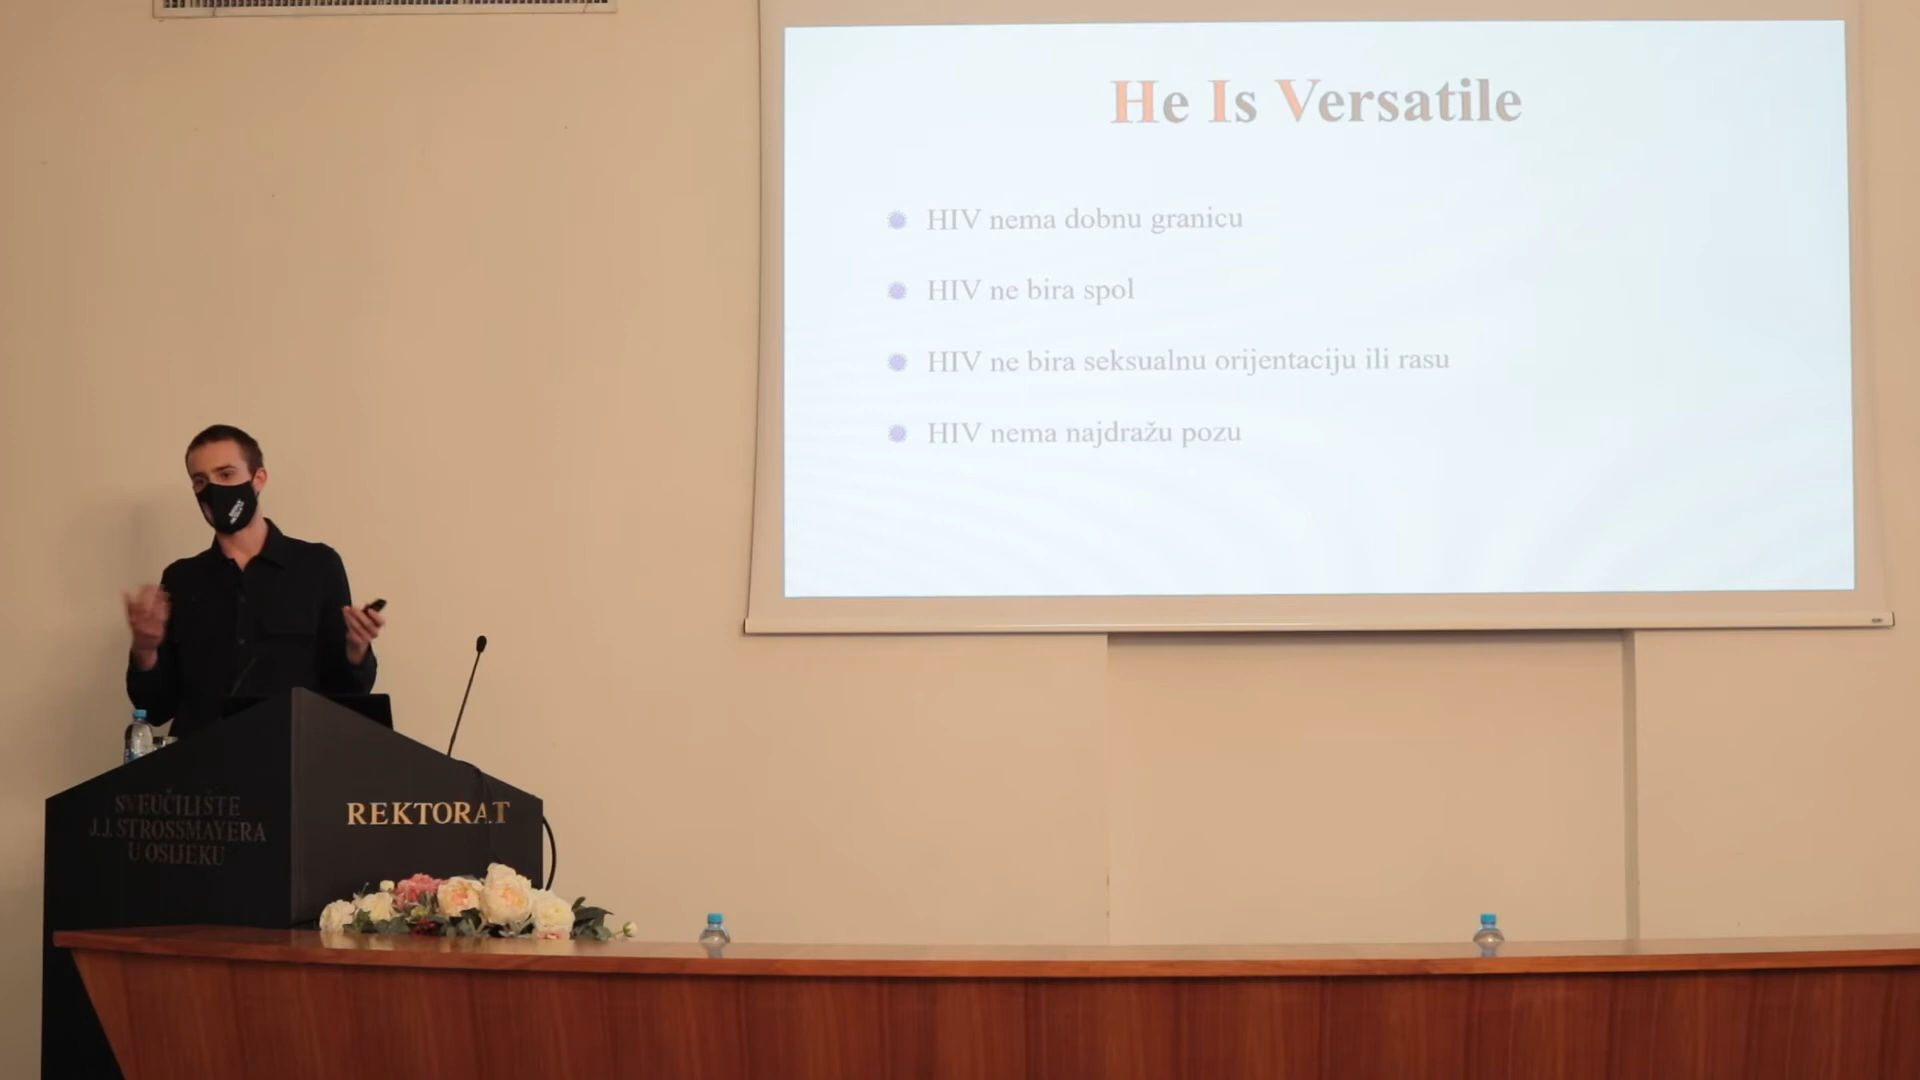 He Is Versatile
HIV nema dobnu granicu
HIV ne bira spol
HIV ne bira seksualnu orijentaciju ili rasu
HIV nema najdražu pozu
SVEUČILIŠTE
J.J. STROSSMAYERA
U OSIJEKU
REKTORAT